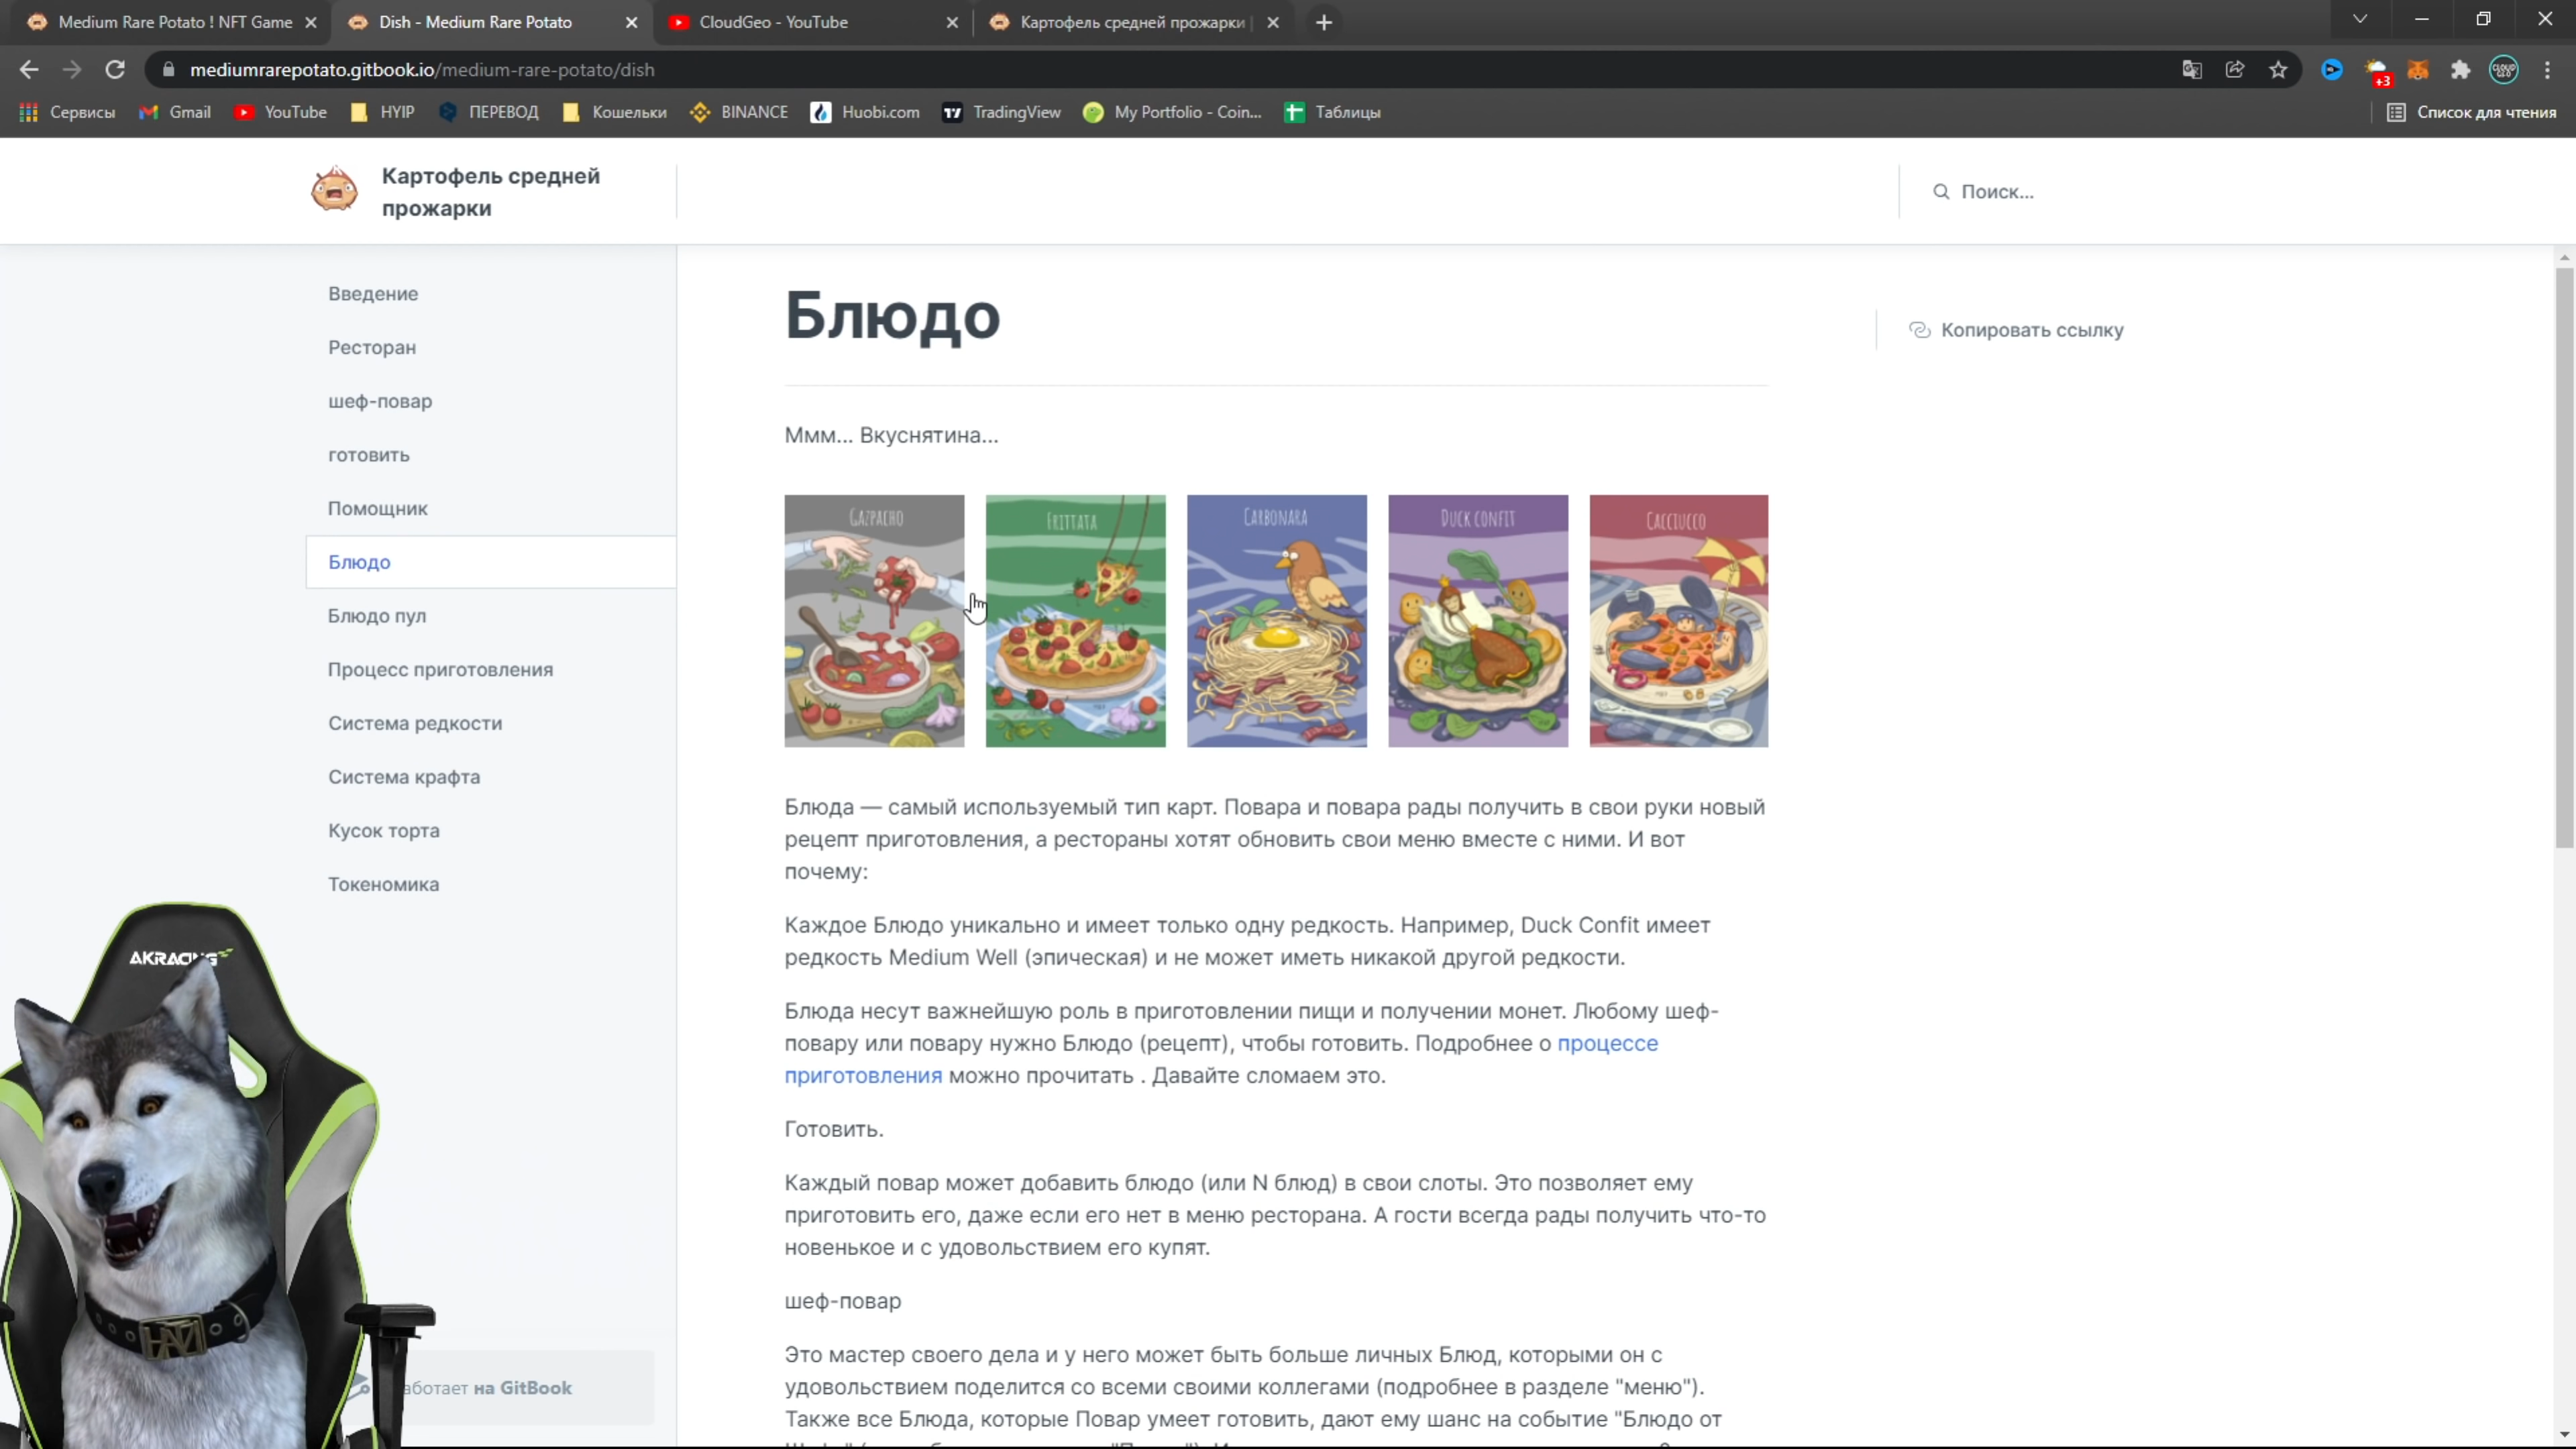 Medium Rare Potato ! NFT Game
Dish - Medium Rare Potato
CloudGeo - YouTube
Картофель средней прожарки |
mediumrarepotato.gitbook.io/medium-rare-potato/dish
+3
Сервисы
Gmail
YouTube
HYIP
ПЕРЕВОД
Кошельки
BINANCE
Huobi.com
TradingView
My Portfolio - Coin...
Таблицы
Список для чтения
Картофель средней
прожарки
Поиск...
Введение
Ресторан
шеф-повар
готовить
Помощник
Блюдо
Блюдо пул
Процесс приготовления
Система редкости
Система крафта
Кусок торта
Токеномика
AKRACING
аботает на GitBook
Блюдо
Копировать ссылку
Ммм... Вкуснятина...
GAZPACHO
FRITTATA
CARBONARA
DUCK CONFIT
CACCIUCCO
Блюда — самый используемый тип карт. Повара и повара рады получить в свои руки новый
рецепт приготовления, а рестораны хотят обновить свои меню вместе с ними. И вот
почему:
Каждое Блюдо уникально и имеет только одну редкость. Например, Duck Confit имеет
редкость Medium Well (эпическая) и не может иметь никакой другой редкости.
Блюда несут важнейшую роль в приготовлении пищи и получении монет. Любому шеф-
повару или повару нужно Блюдо (рецепт), чтобы готовить. Подробнее о процессе
приготовления можно прочитать . Давайте сломаем это.
Готовить.
Каждый повар может добавить блюдо (или N блюд) в свои слоты. Это позволяет ему
приготовить его, даже если его нет в меню ресторана. А гости всегда рады получить что-то
новенькое и с удовольствием его купят.
шеф-повар
Это мастер своего дела и у него может быть больше личных Блюд, которыми он с
удовольствием поделится со всеми своими коллегами (подробнее в разделе "меню").
Также все Блюда, которые Повар умеет готовить, дают ему шанс на событие "Блюдо от